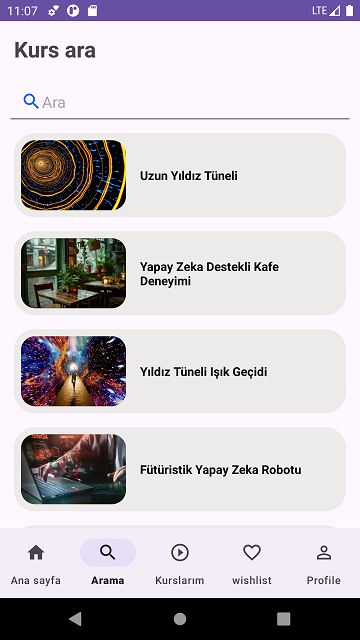 11:07
LTE
Kurs ara
Ara
Uzun Yıldız Tüneli
Yapay Zeka Destekli Kafe
Deneyimi
Yıldız Tüneli Işık Geçidi
Fütüristik Yapay Zeka Robotu
Ana sayfa
Arama
Kurslarım
wishlist
Profile